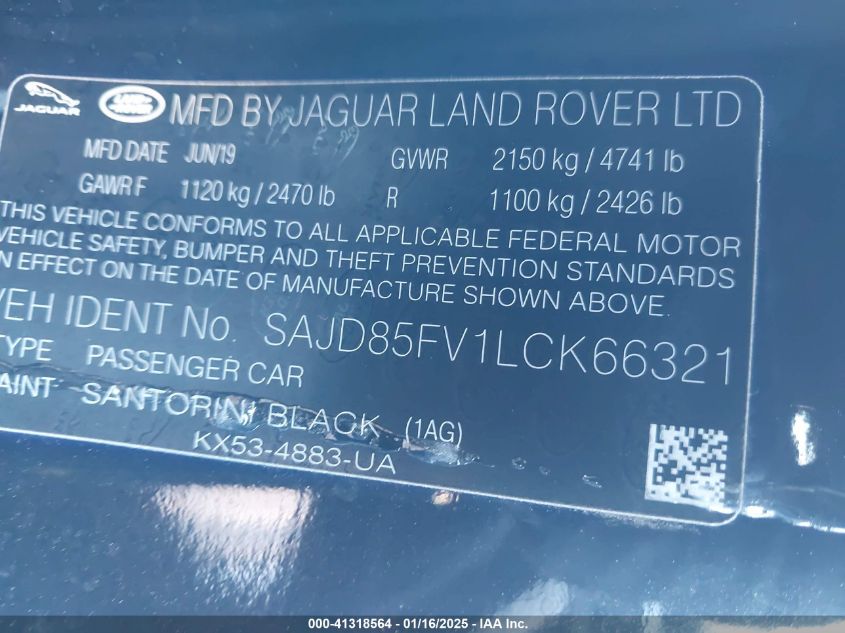 JAGUAR LAND ROVER MFD BY JAGUAR LAND ROVER LTD
MFD DATE JUN/19 GVWR 2150 kg / 4741 lb
GAWR F 1120 kg / 2470 lb R 1100 kg / 2426 lb
THIS VEHICLE CONFORMS TO ALL APPLICABLE FEDERAL MOTOR
VEHICLE SAFETY, BUMPER AND THEFT PREVENTION STANDARDS
IN EFFECT ON THE DATE OF MANUFACTURE SHOWN ABOVE.
VEH IDENT No. SAJD85FV1LCK66321
TYPE PASSENGER CAR
PAINT SANTORINI BLACK (1AG)
KX53-4883-UA
000-41318564 / 01/16/2025 / IAA Inc.